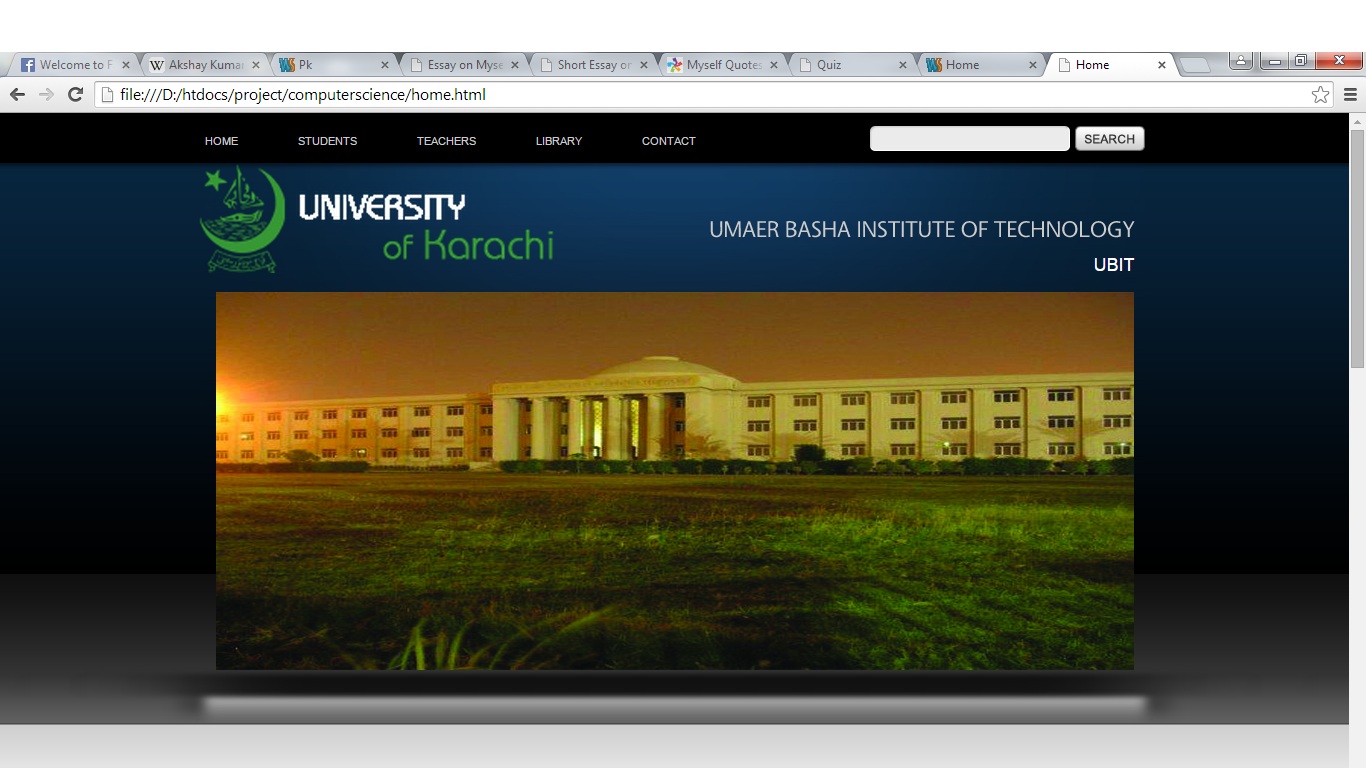 Welcome to F
Akshay Kumar
Pk
Essay on Myse
Short Essay on
Myself Quotes
Quiz
Home
Home
file:///D:/htdocs/project/computerscience/home.html
HOME STUDENTS TEACHERS LIBRARY CONTACT SEARCH
UNIVERSITY
of Karachi
UMAER BASHA INSTITUTE OF TECHNOLOGY
UBIT